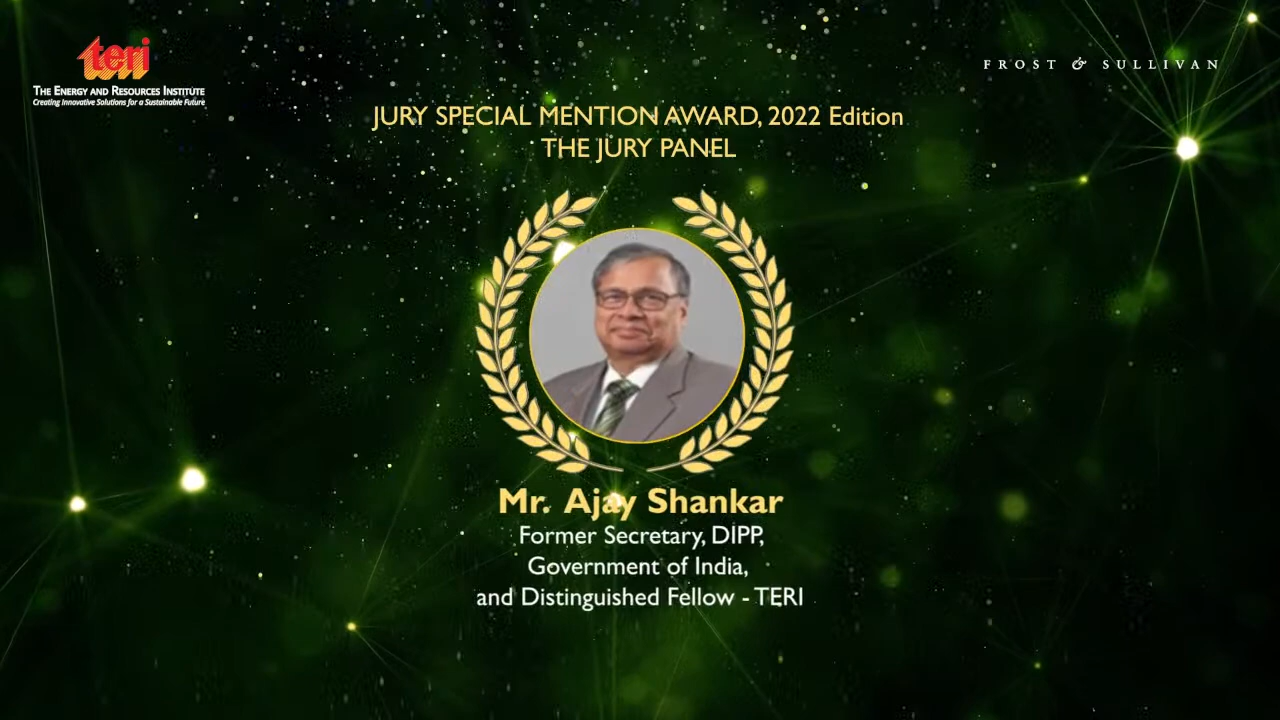 teri
THE ENERGY AND RESOURCES INSTITUTE
Creating Innovative Solutions for a Sustainable Future
FROST & SULLIVAN
JURY SPECIAL MENTION AWARD, 2022 Edition
THE JURY PANEL
Mr. Ajay Shankar
Former Secretary, DIPP,
Government of India,
and Distinguished Fellow - TERI